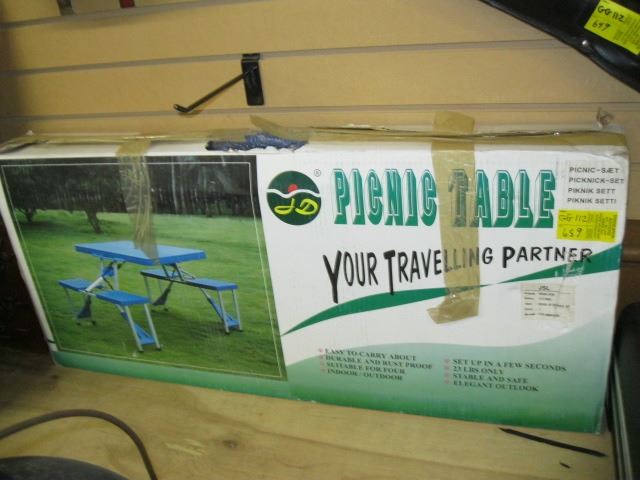 GG 112
659
JD
®
PICNIC TABLE
YOUR TRAVELLING PARTNER
PICNIC-SÆT
PICKNICK-SET
PIKNIK SETT
PIKNIK SETTI
GG 112
659
JSL
EASY TO CARRY ABOUT
DURABLE AND RUST PROOF
SUITABLE FOR FOUR
INDOOR / OUTDOOR
SET UP IN A FEW SECONDS
23 LBS ONLY
STABLE AND SAFE
ELEGANT OUTLOOK